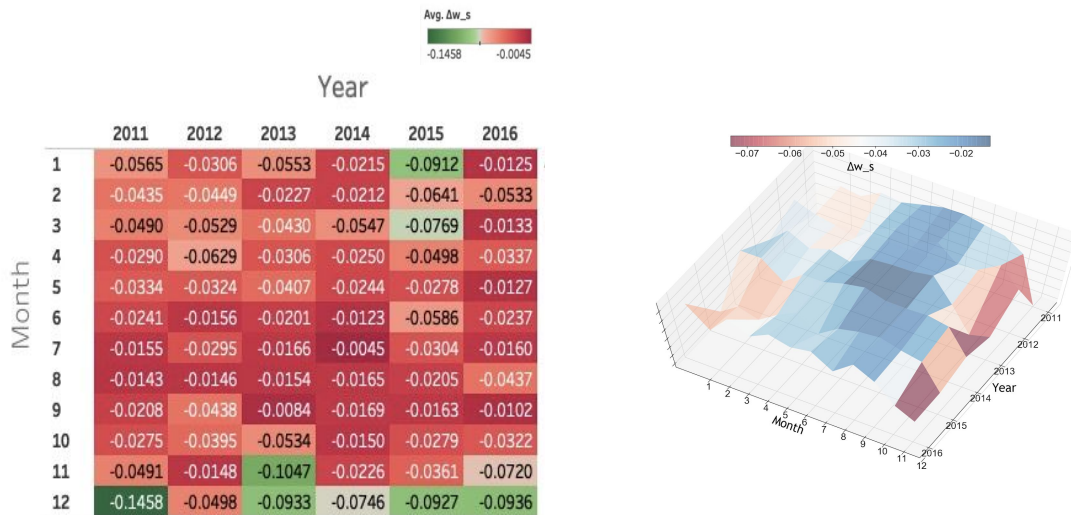 Avg. Δw_s
-0.1458 -0.0045
Year
2011 2012 2013 2014 2015 2016
1 -0.0565 -0.0306 -0.0553 -0.0215 -0.0912 -0.0125
2 -0.0435 -0.0449 -0.0227 -0.0212 -0.0641 -0.0533
3 -0.0490 -0.0529 -0.0430 -0.0547 -0.0769 -0.0133
4 -0.0290 -0.0629 -0.0306 -0.0250 -0.0498 -0.0337
5 -0.0334 -0.0324 -0.0407 -0.0244 -0.0278 -0.0127
6 -0.0241 -0.0156 -0.0201 -0.0123 -0.0586 -0.0237
7 -0.0155 -0.0295 -0.0166 -0.0045 -0.0304 -0.0160
8 -0.0143 -0.0146 -0.0154 -0.0165 -0.0205 -0.0437
9 -0.0208 -0.0438 -0.0084 -0.0169 -0.0163 -0.0102
10 -0.0275 -0.0395 -0.0534 -0.0150 -0.0279 -0.0322
11 -0.0491 -0.0148 -0.1047 -0.0226 -0.0361 -0.0720
12 -0.1458 -0.0498 -0.0933 -0.0746 -0.0927 -0.0936
Month
−0.07 −0.06 −0.05 −0.04 −0.03 −0.02
Δw_s
1 2 3 4 5 6 7 8 9 10 11 12
Month
2011
2012
2013
2014
2015
2016
Year